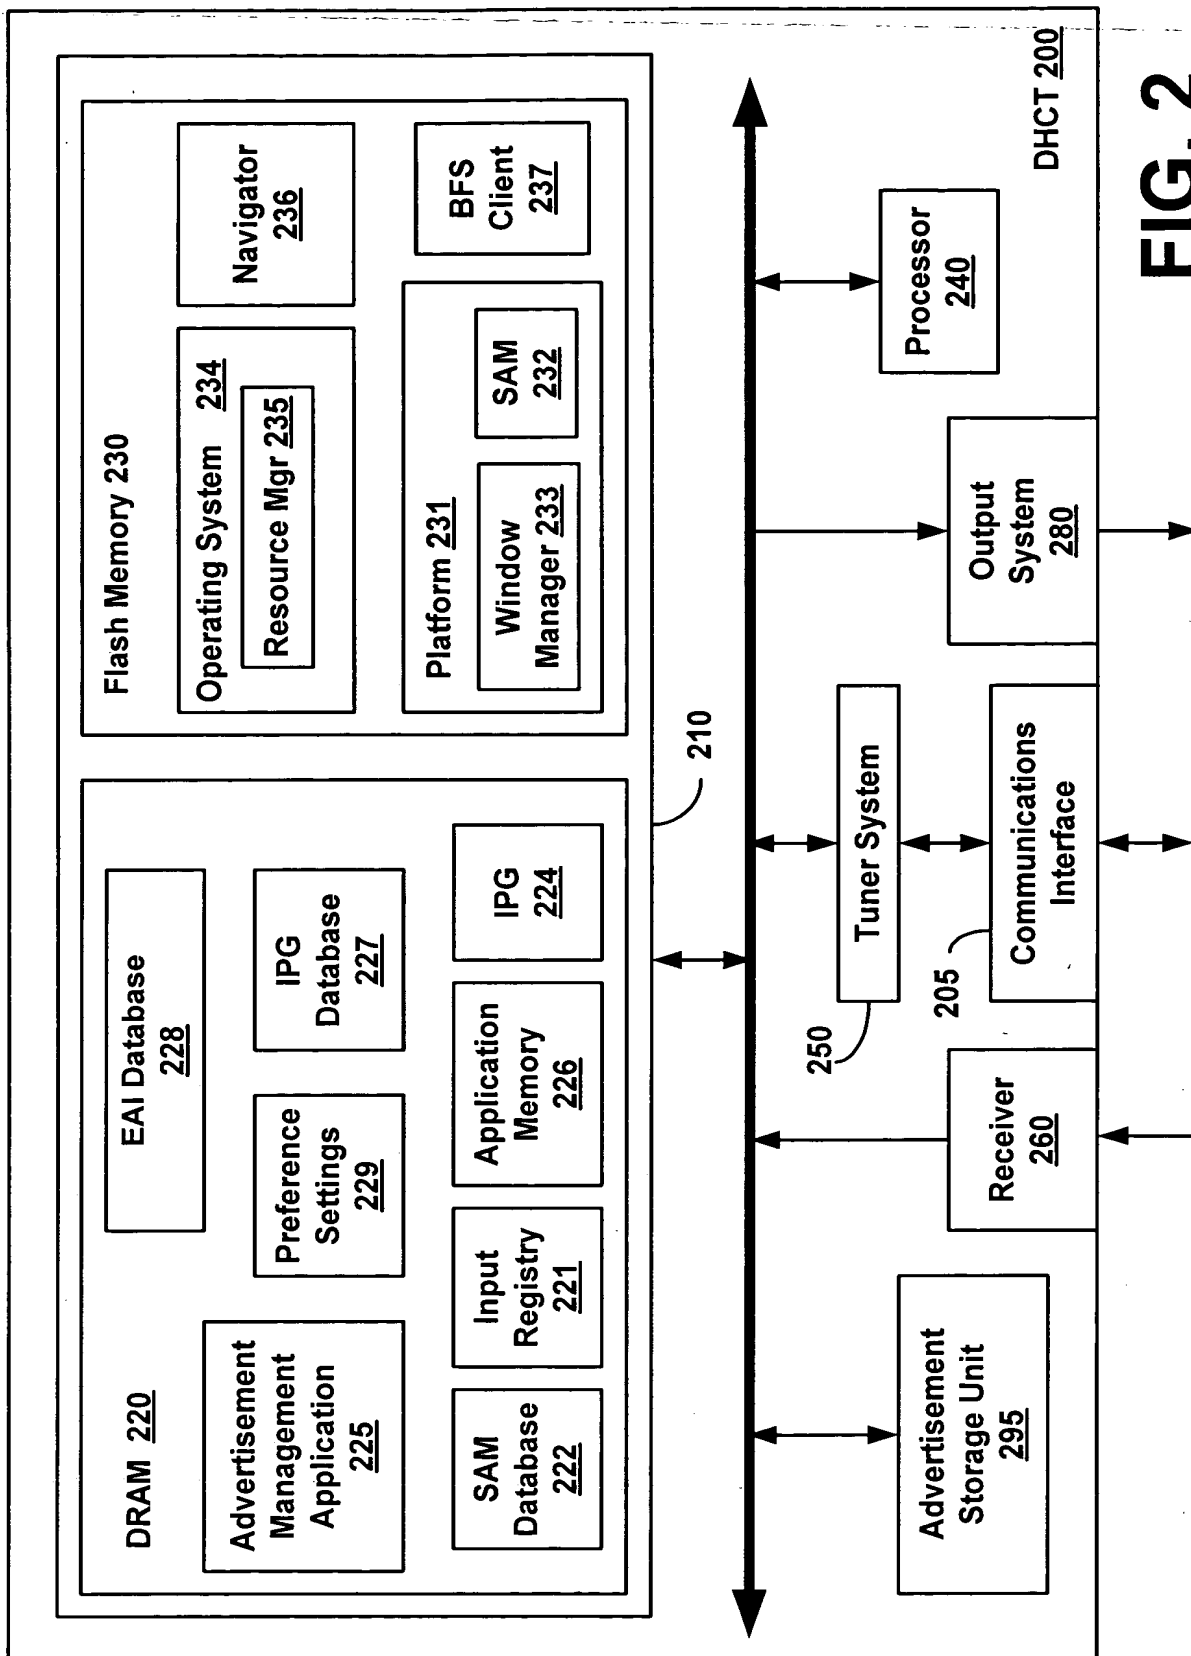 DRAM 220
EAI Database
228
Advertisement
Management
Application
225
Preference
Settings
229
IPG
Database
227
SAM
Database
222
Input
Registry
221
Application
Memory
226
IPG
224
Flash Memory 230
Operating System 234
Resource Mgr 235
Navigator
236
Platform 231
Window
Manager 233
SAM
232
BFS
Client
237
210
Advertisement
Storage Unit
295
Receiver
260
250
Tuner System
205
Communications
Interface
Output
System
280
Processor
240
DHCT 200
FIG. 2